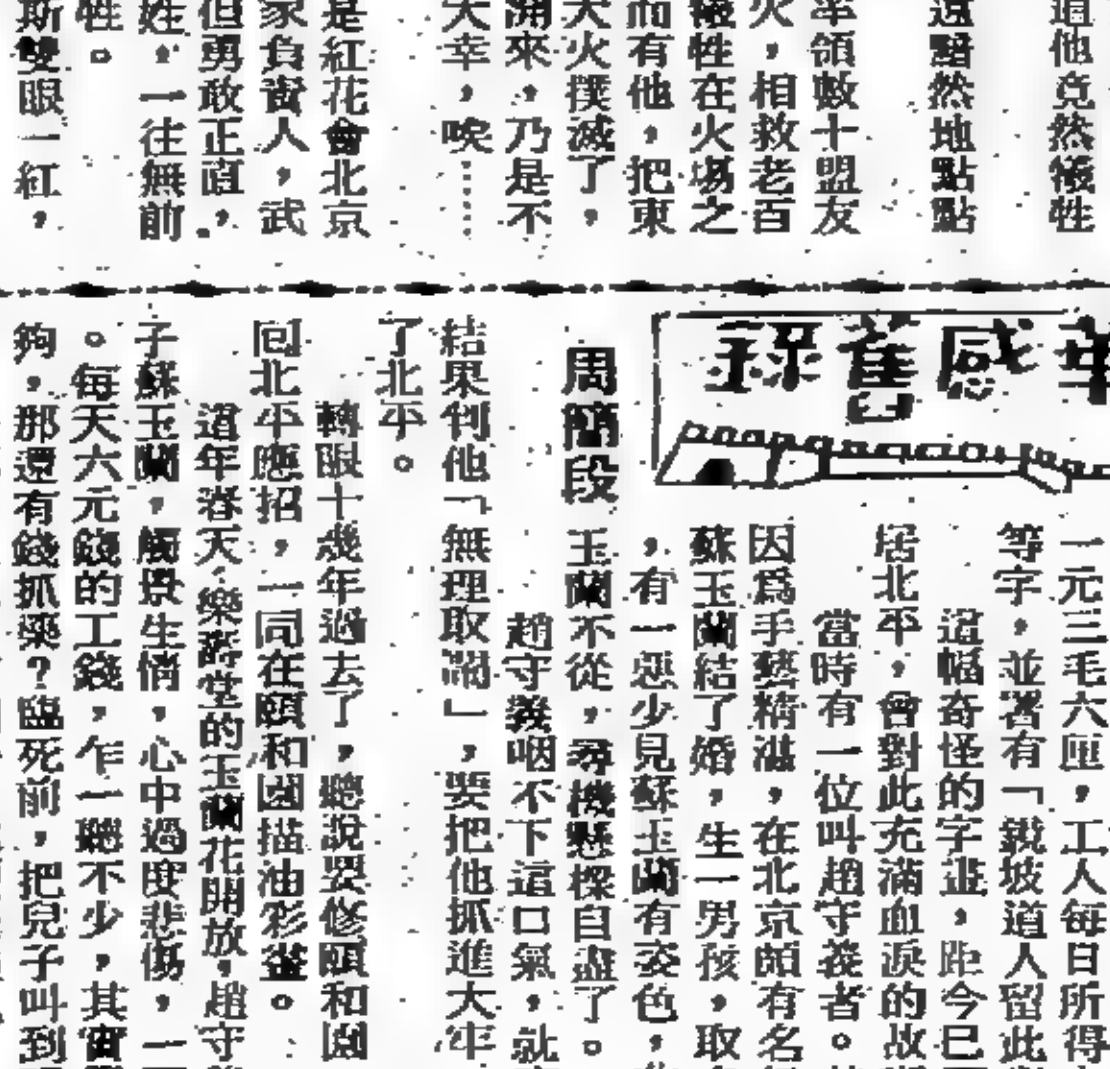 道他竟然犧牲
還黯然地點點
率領數十盟友
火，相救老百
犧牲在火場之
而有他，把東
大火撲滅了，
開來，乃是不
大幸，唉⋯⋯
是紅花會北京
家負責人，武
但勇敢正直，
姓，一往無前
牲。
斯雙眼一紅，
華感舊錄
周簡段
一元三毛六匝，工人每日所得
等字，並署有「鐵坡道人留此
這幅奇怪的字畫，距今已
居北平，曾對此充滿血淚的故
當時有一位叫趙守義者。
因爲手藝精湛，在北京頗有名
蘇玉蘭結了婚，生一男孩，取
，有一惡少見蘇玉蘭有姿色，
玉蘭不從，尋機懸樑自盡了。
趙守義咽不下這口氣，就
結果判他「無理取鬧」，要把他抓進大牢
了北平。
轉眼十幾年過去了，聽說要修頤和園
回北平應招，一同在頤和園描油彩畫。
這年春天，樂壽堂的玉蘭花開放，趙守
子蘇玉蘭，觸景生情，心中過度悲傷，一
。每天六元錢的工錢，乍一聽不少，其實
夠，那還有錢抓藥？臨死前，把兒子叫到